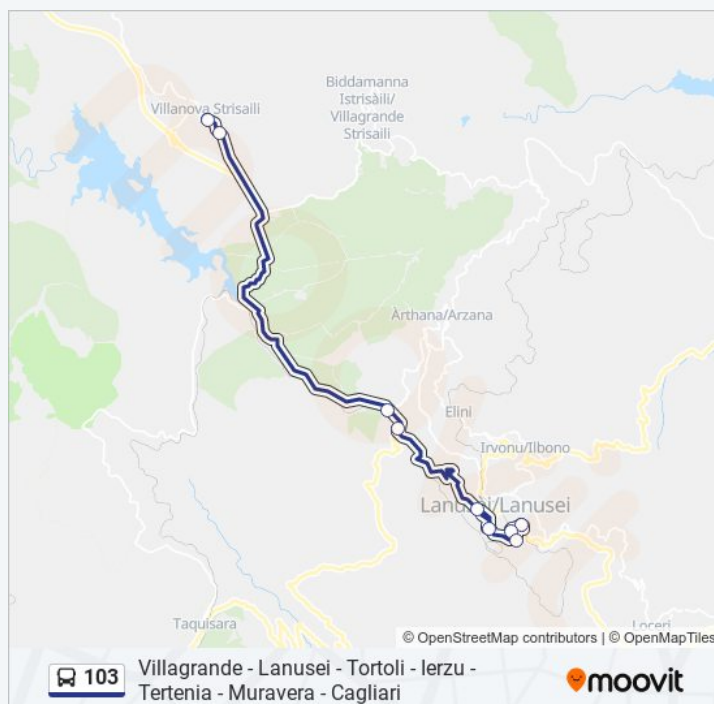 Villanova Strisaili
Biddamanna
Istrisàili/
Villagrande
Strisaili
Àrthana/Arzana
Elini
Irvonu/Ilbono
Lanusèi/Lanusei
Taquisara
Loceri
© OpenStreetMap contributors | © OpenMapTiles
103
Villagrande - Lanusei - Tortoli - Ierzu -
Tertenia - Muravera - Cagliari
moovit